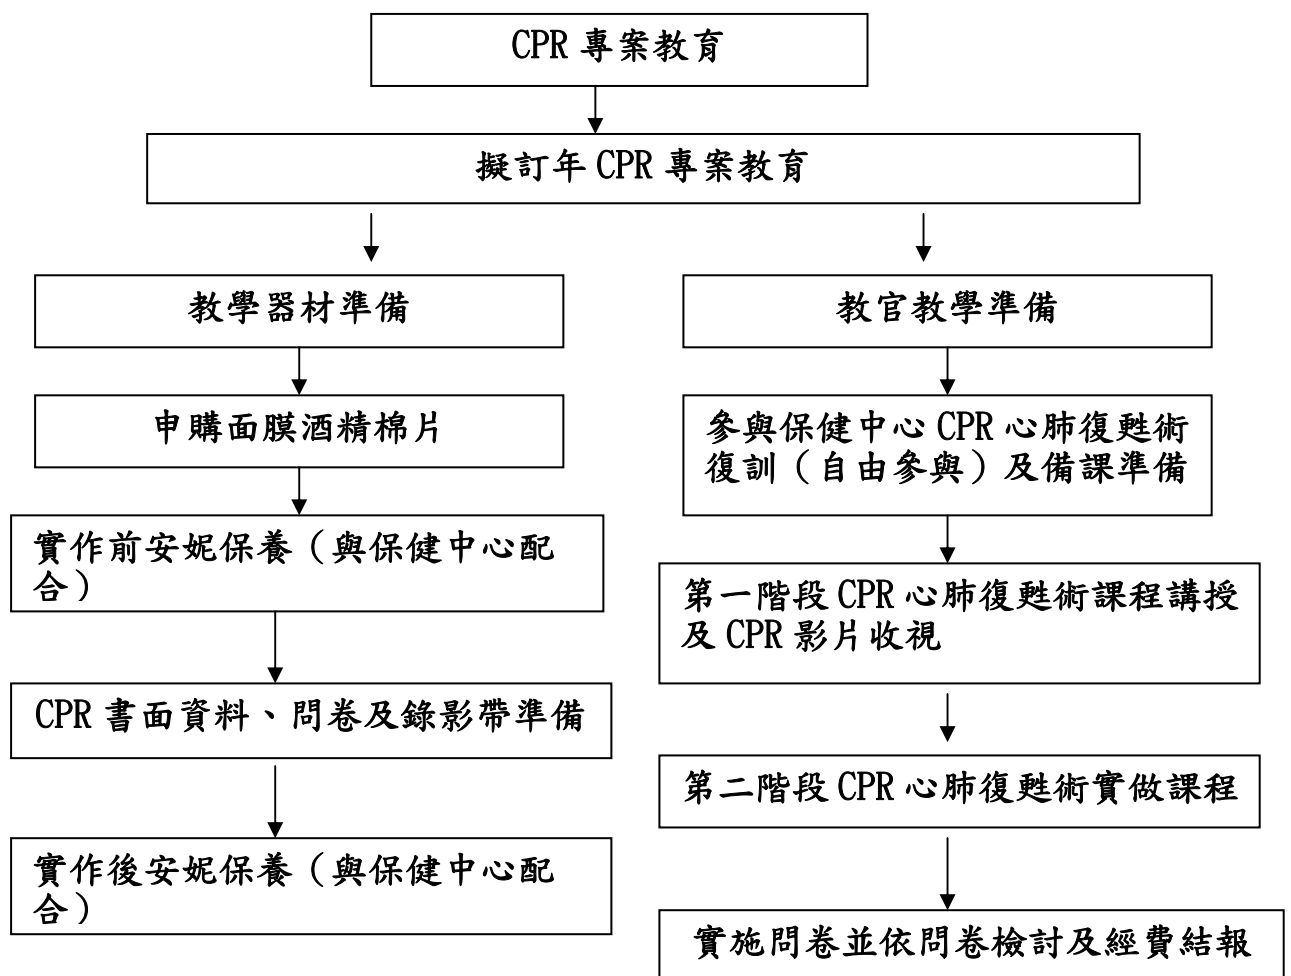 CPR 專案教育
擬訂年 CPR 專案教育
教學器材準備
申購面膜酒精棉片
實作前安妮保養（與保健中心配
合）
CPR 書面資料、問卷及錄影帶準備
實作後安妮保養（與保健中心配
合）
教官教學準備
參與保健中心 CPR 心肺復甦術
復訓（自由參與）及備課準備
第一階段 CPR 心肺復甦術課程講授
及 CPR 影片收視
第二階段 CPR 心肺復甦術實做課程
實施問卷並依問卷檢討及經費結報